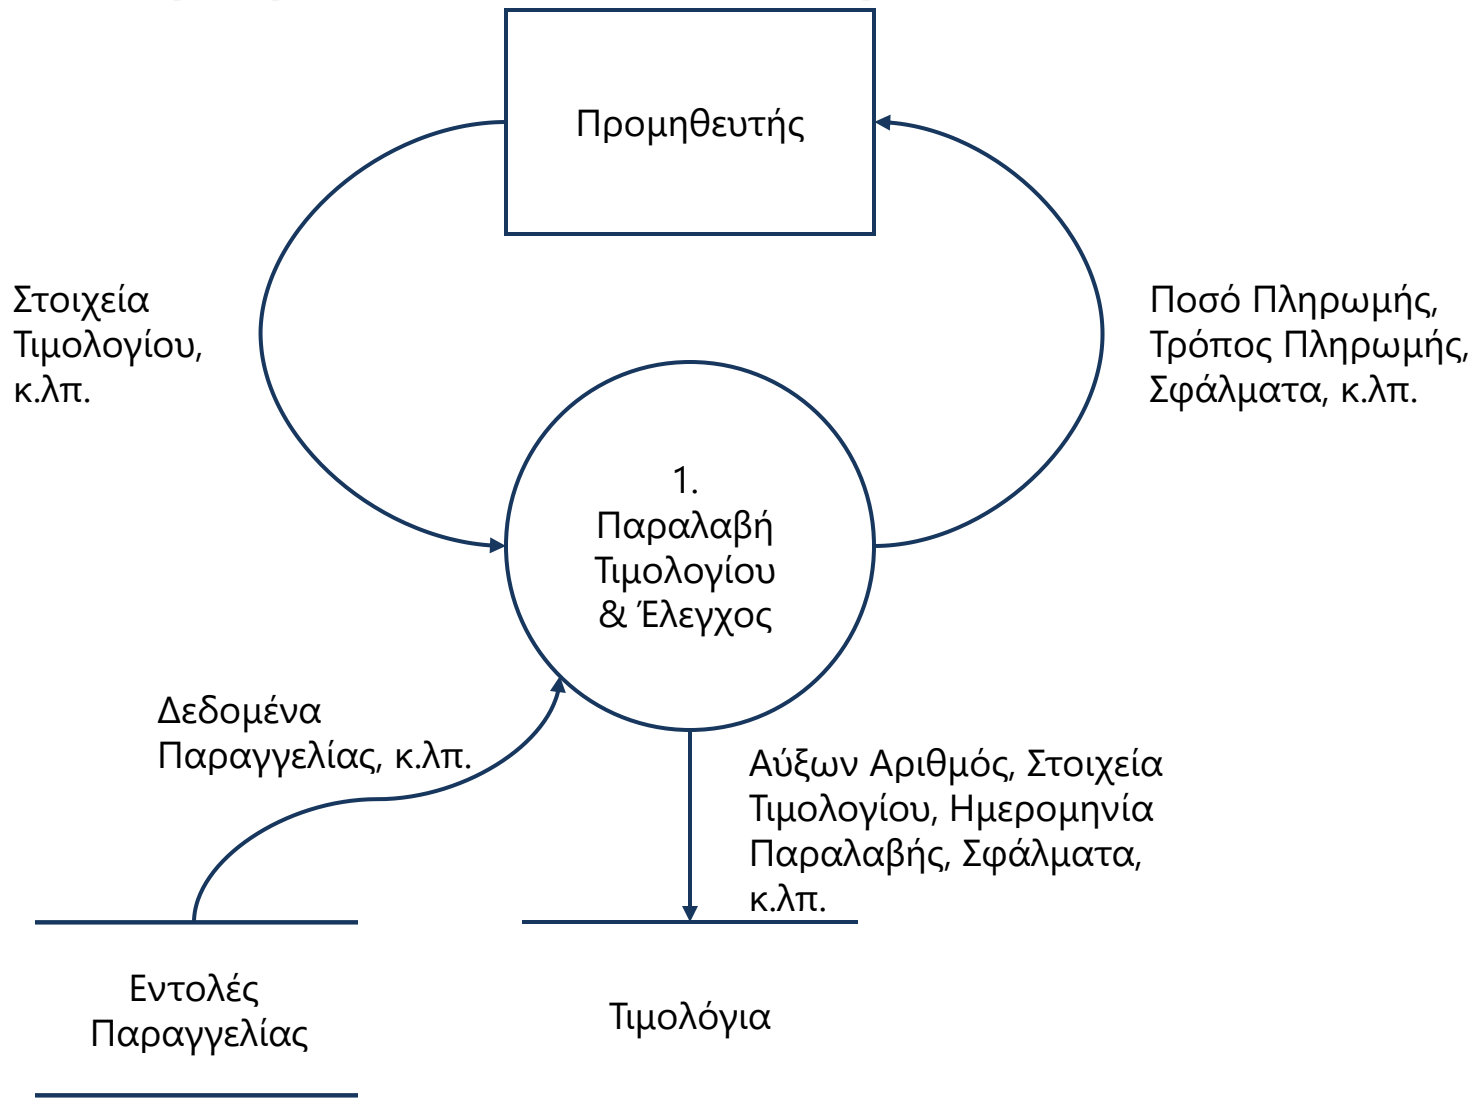 Προμηθευτής
Στοιχεία
Τιμολογίου,
κ.λπ.
Ποσό Πληρωμής,
Τρόπος Πληρωμής,
Σφάλματα, κ.λπ.
1.
Παραλαβή
Τιμολογίου
& Έλεγχος
Δεδομένα
Παραγγελίας, κ.λπ.
Αύξων Αριθμός, Στοιχεία
Τιμολογίου, Ημερομηνία
Παραλαβής, Σφάλματα,
κ.λπ.
Εντολές
Παραγγελίας
Τιμολόγια